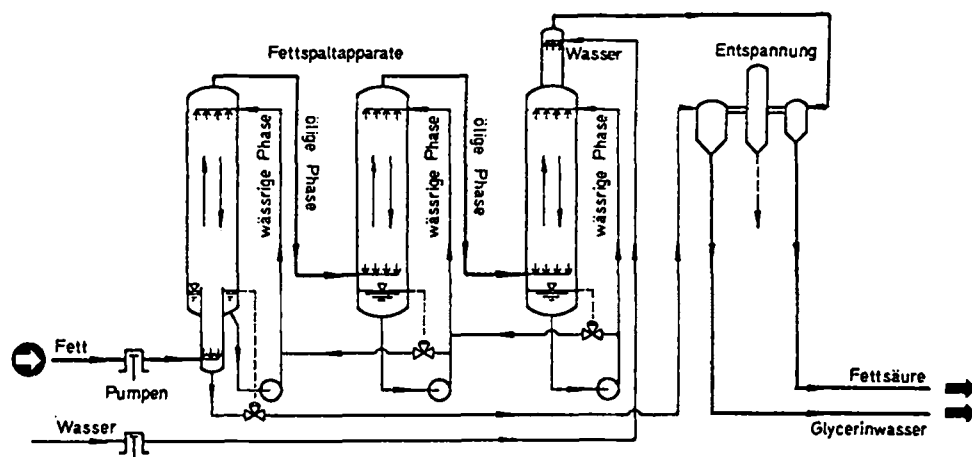 Fettspaltapparate
Wasser
Entspannung
wässrige Phase
ölige Phase
wässrige Phase
ölige Phase
wässrige Phase
Fett
Pumpen
Fettsäure
Wasser
Glycerinwasser